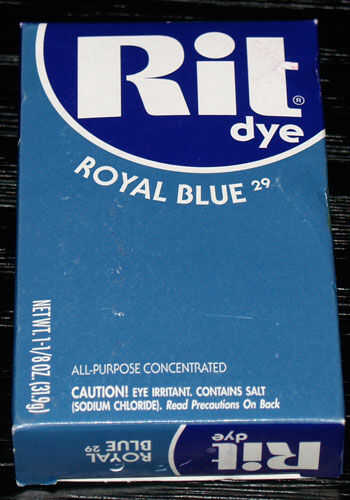 Rit®
dye
ROYAL BLUE 29
NET WT. 1-1/8 OZ. (31.9g)
ALL-PURPOSE CONCENTRATED
CAUTION! EYE IRRITANT. CONTAINS SALT
(SODIUM CHLORIDE). Read Precautions On Back
ROYAL
BLUE 29
Rit
dye